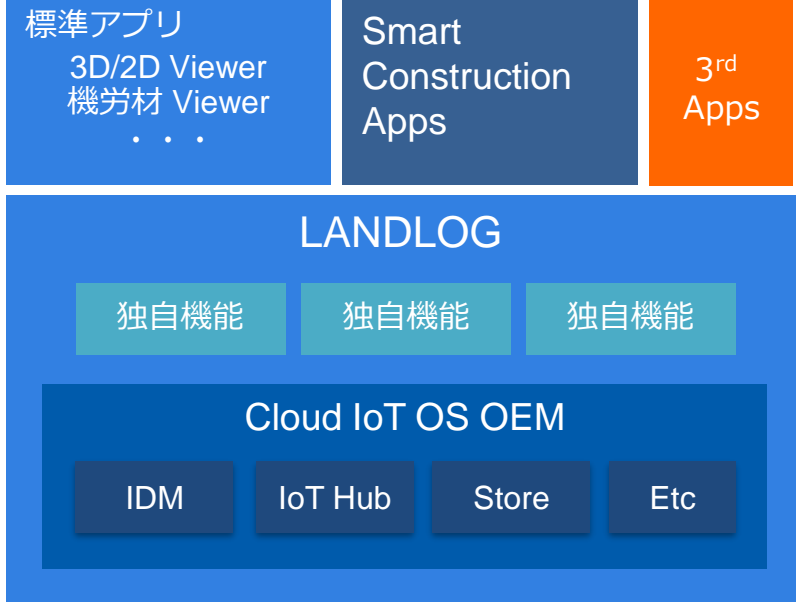 標準アプリ
3D/2D Viewer
機労材 Viewer
・・・
Smart
Construction
Apps
3rd
Apps
LANDLOG
独自機能
独自機能
独自機能
Cloud IoT OS OEM
IDM
IoT Hub
Store
Etc